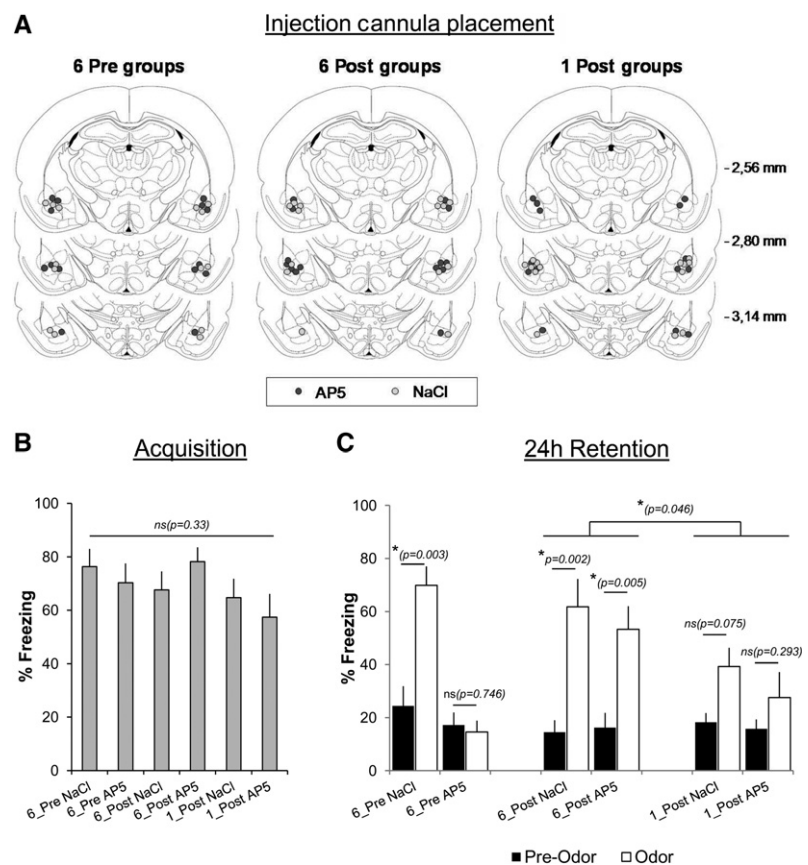 A
Injection cannula placement
6 Pre groups
6 Post groups
1 Post groups
- 2,56 mm
- 2,80 mm
- 3,14 mm
AP5
NaCl
B
Acquisition
% Freezing
100
80
60
40
20
0
ns(p=0.33)
6_Pre NaCl
6_Pre AP5
6_Post NaCl
6_Post AP5
1_Post NaCl
1_Post AP5
C
24h Retention
% Freezing
100
80
60
40
20
0
*(p=0.003)
ns(p=0.746)
*(p=0.002)
*(p=0.005)
*(p=0.046)
ns(p=0.075)
ns(p=0.293)
6_Pre NaCl
6_Pre AP5
6_Post NaCl
6_Post AP5
1_Post NaCl
1_Post AP5
Pre-Odor
Odor